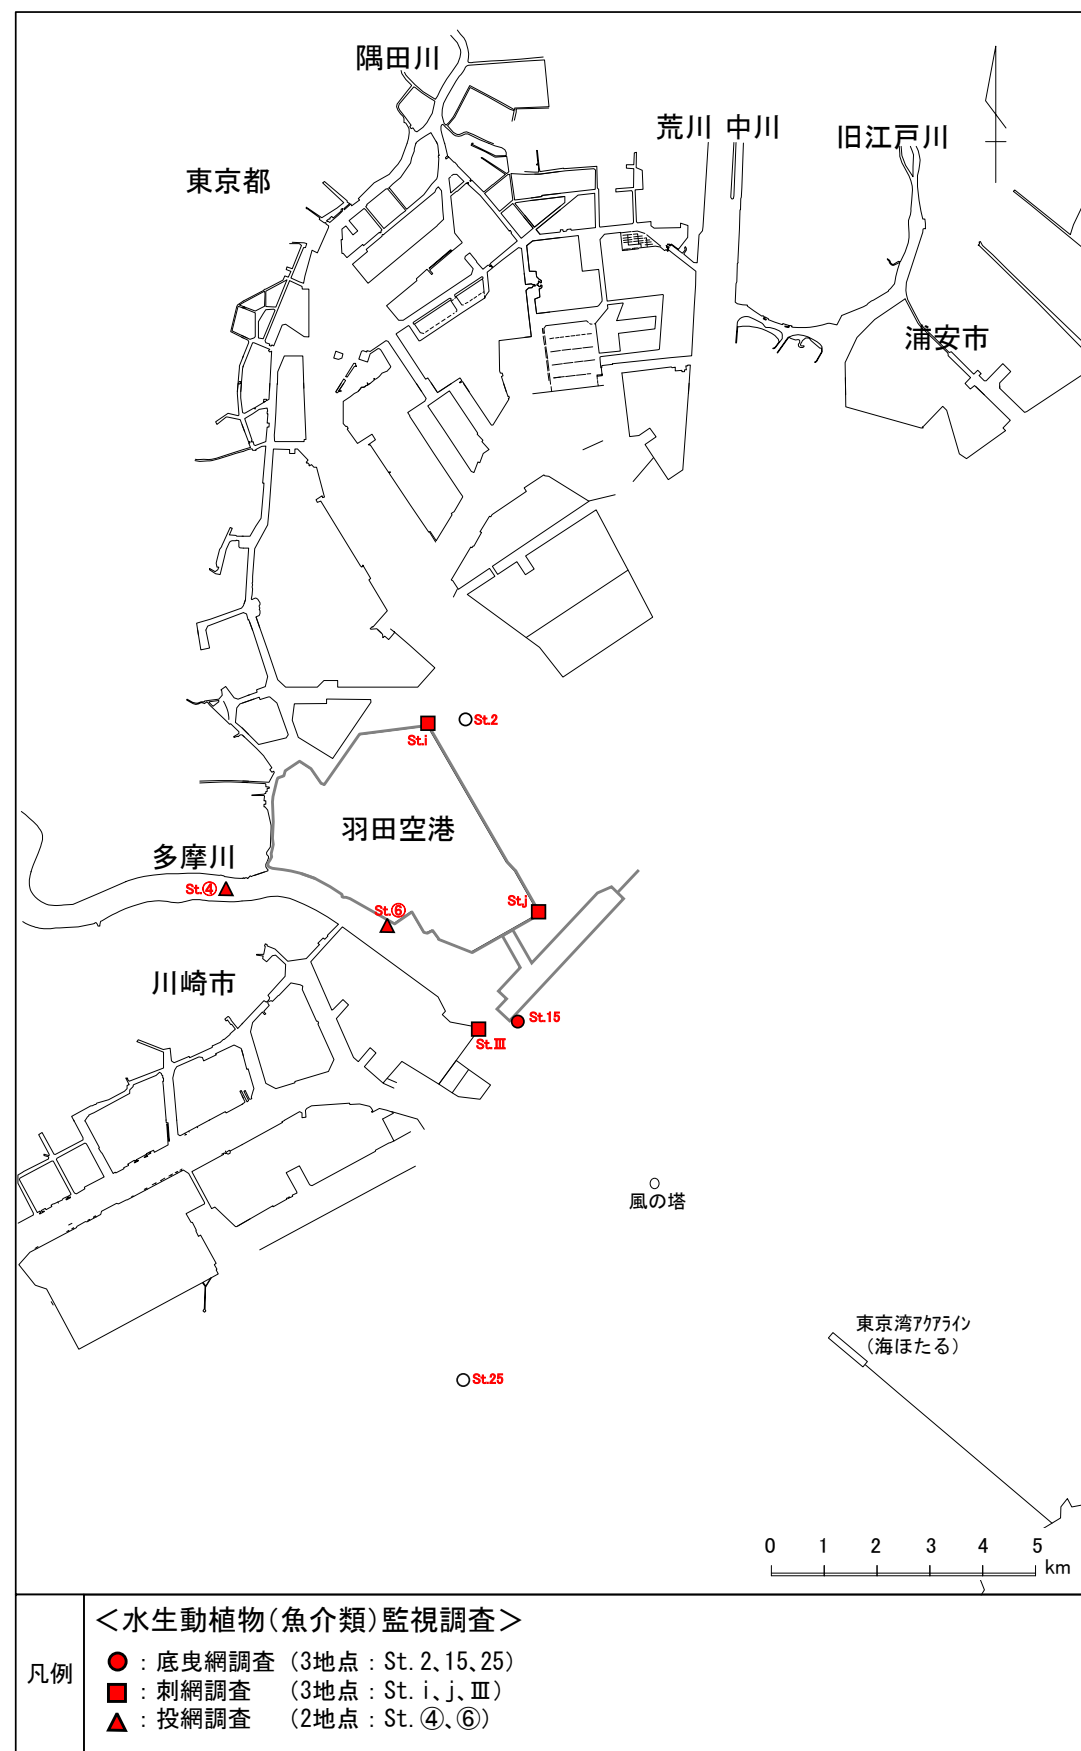 隅田川
荒川 中川
旧江戸川
東京都
浦安市
St.2
St.i
羽田空港
多摩川
St.④
St.⑥
St.j
川崎市
St.15
St.Ⅲ
風の塔
東京湾ｱｸｱﾗｲﾝ
（海ほたる）
St.25
0 1 2 3 4 5
km
凡例
＜水生動植物（魚介類）監視調査＞
：底曳網調査（3地点：St.2、15、25）
：刺網調査（3地点：St.i、j、Ⅲ）
：投網調査（2地点：St.④、⑥）